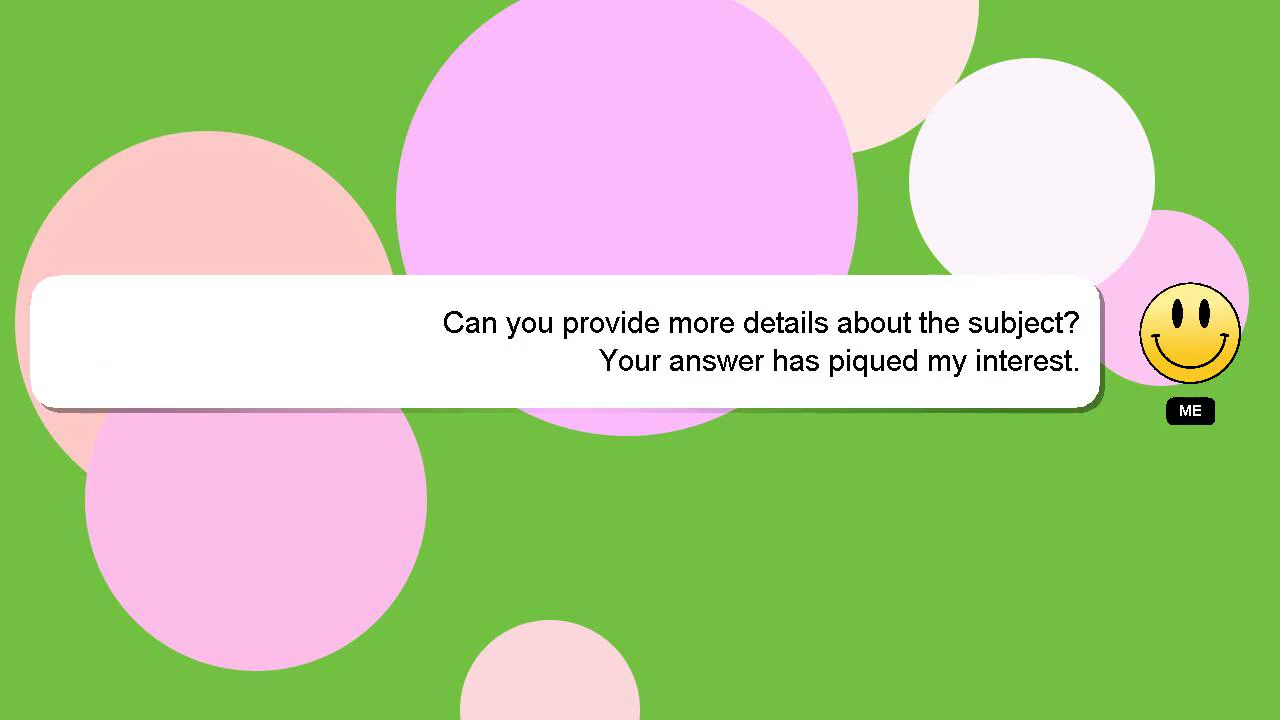 Can you provide more details about the subject?
Your answer has piqued my interest.
ME